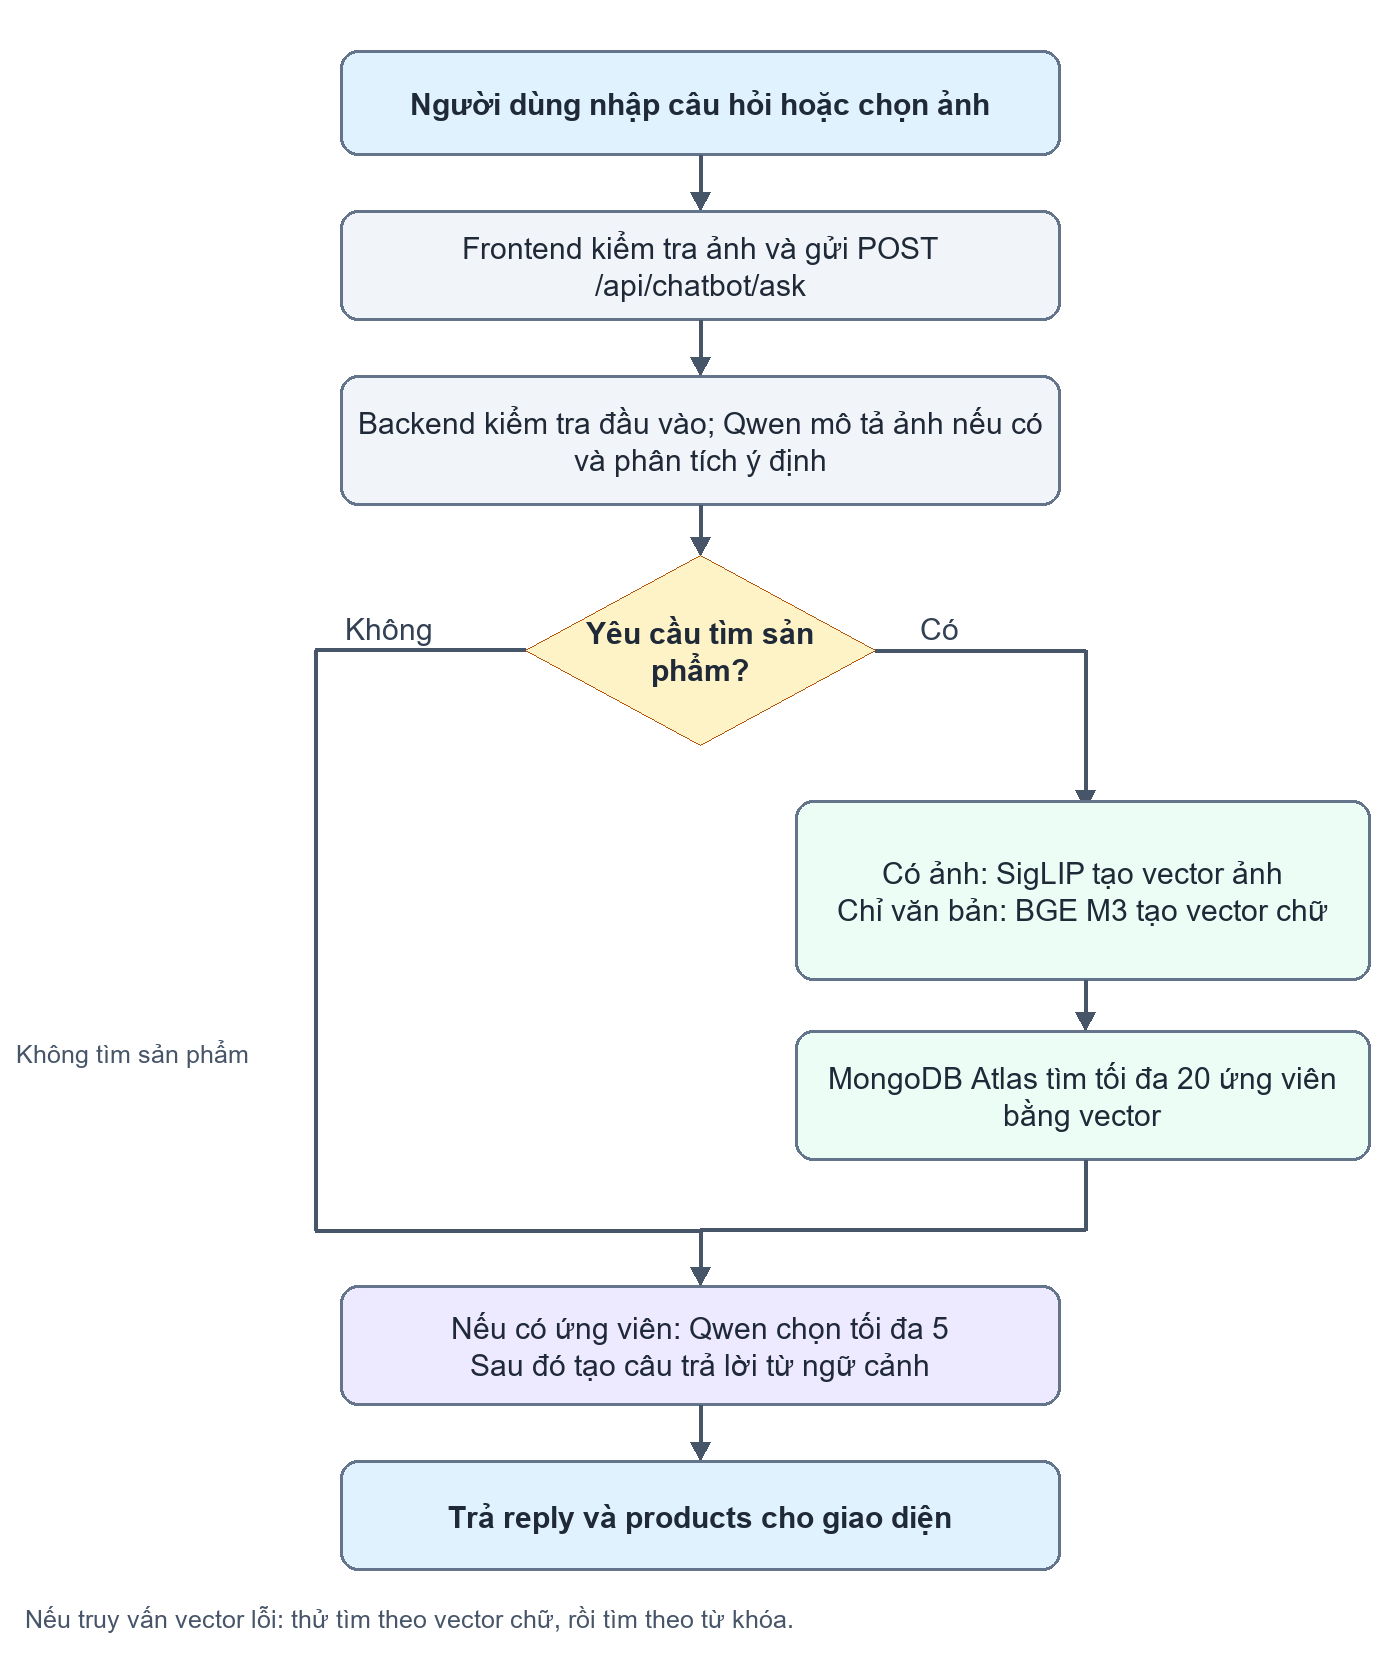 Người dùng nhập câu hỏi hoặc chọn ảnh
Frontend kiểm tra ảnh và gửi POST
/api/chatbot/ask
Backend kiểm tra đầu vào; Qwen mô tả ảnh nếu có
và phân tích ý định
Không
Yêu cầu tìm sản
phẩm?
Có
Có ảnh: SigLIP tạo vector ảnh
Chỉ văn bản: BGE M3 tạo vector chữ
Không tìm sản phẩm
MongoDB Atlas tìm tối đa 20 ứng viên
bằng vector
Nếu có ứng viên: Qwen chọn tối đa 5
Sau đó tạo câu trả lời từ ngữ cảnh
Trả reply và products cho giao diện
Nếu truy vấn vector lỗi: thử tìm theo vector chữ, rồi tìm theo từ khóa.